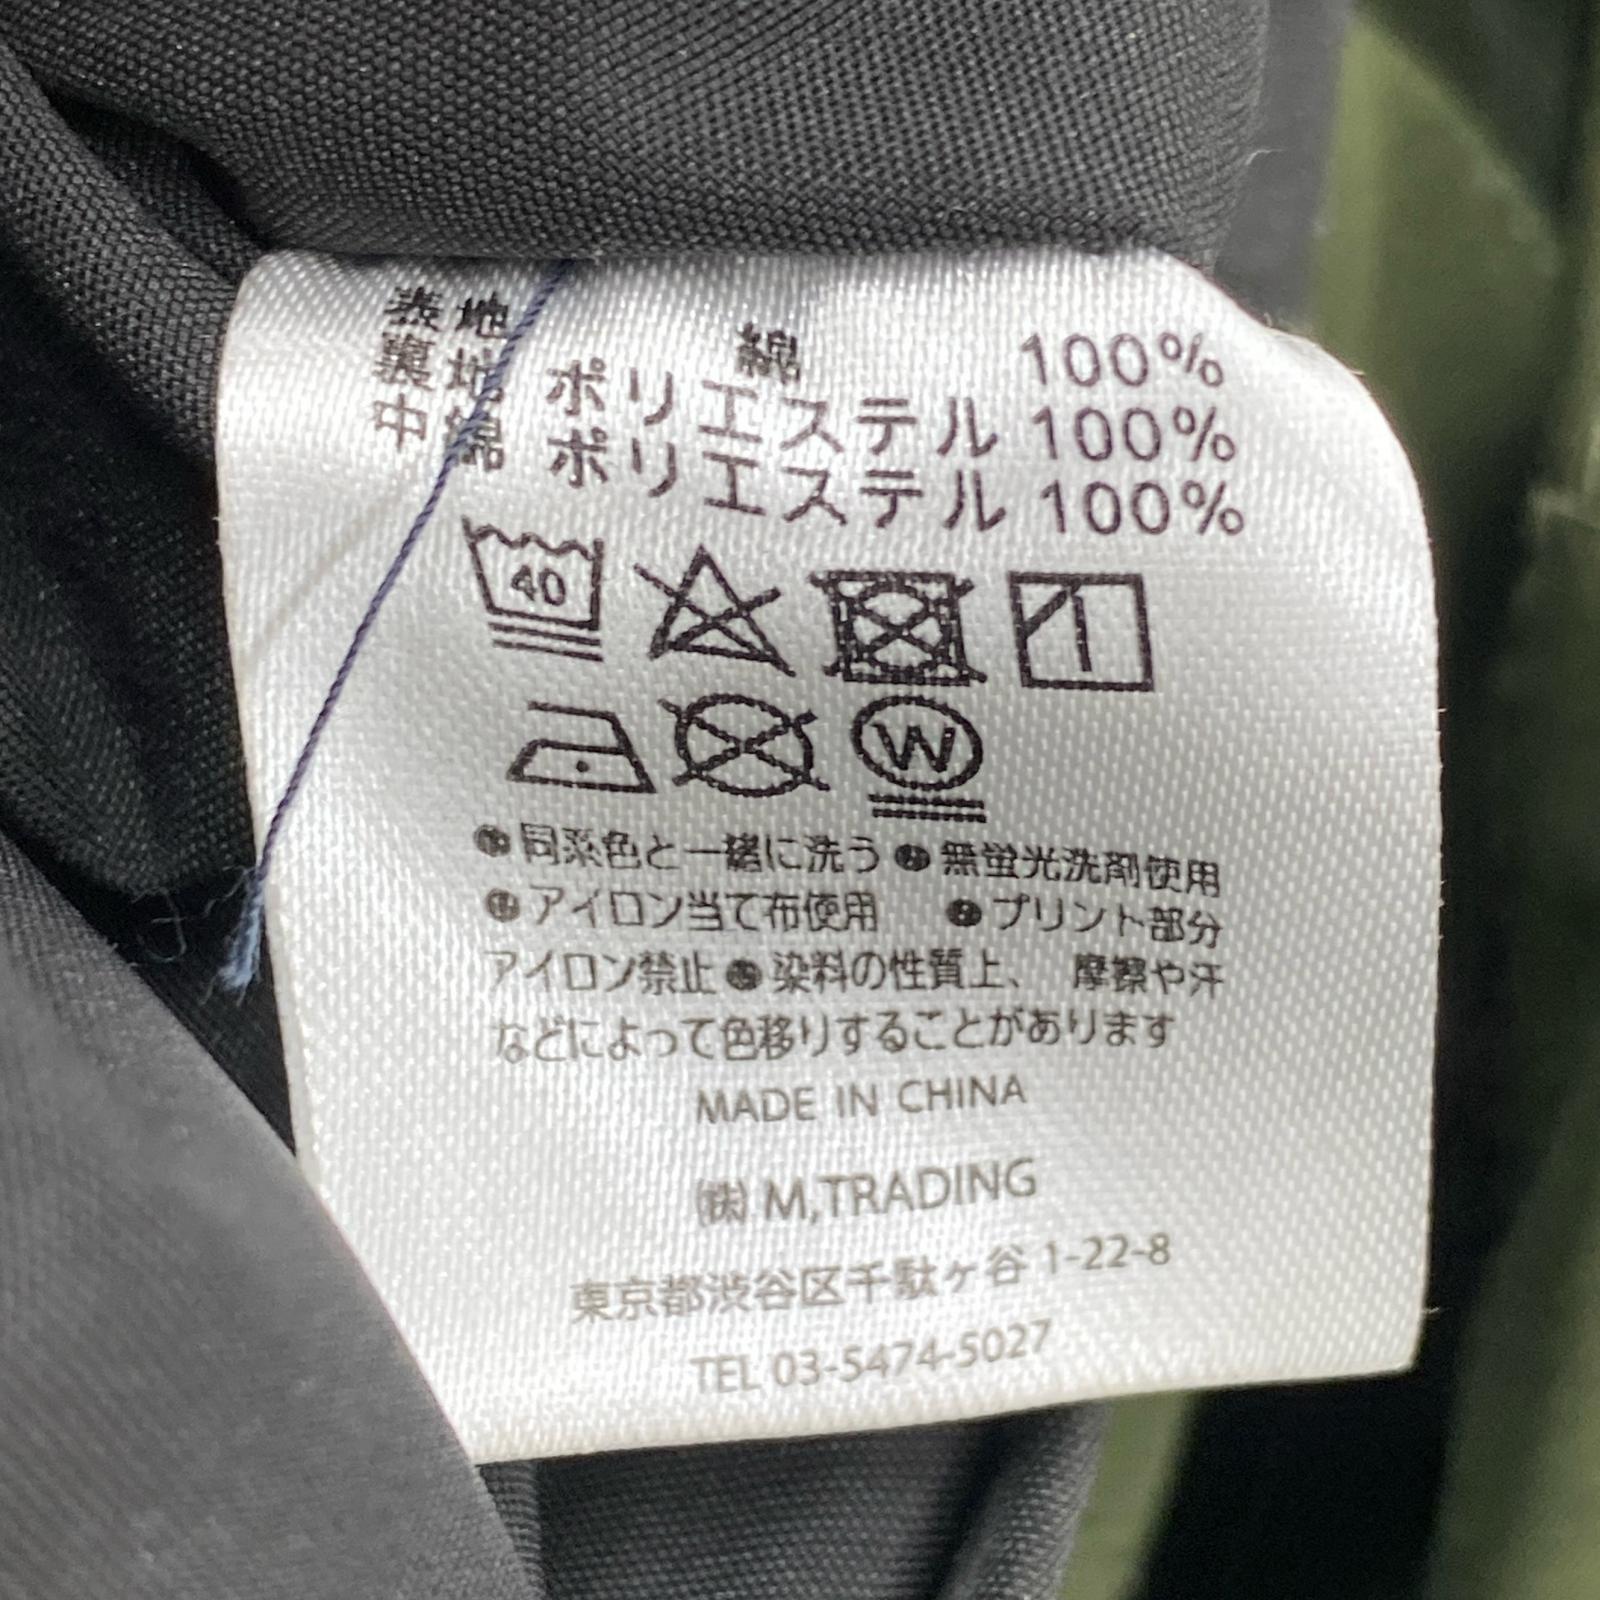 表地 綿 100%
裏地 ポリエステル 100%
中綿 ポリエステル 100%
40
W
●同系色と一緒に洗う ●無蛍光洗剤使用
●アイロン当て布使用 ●プリント部分
アイロン禁止 ●染料の性質上、 摩擦や汗
などによって色移りすることがあります
MADE IN CHINA
㈱ M,TRADING
東京都渋谷区千駄ヶ谷 1-22-8
TEL 03-5474-5027